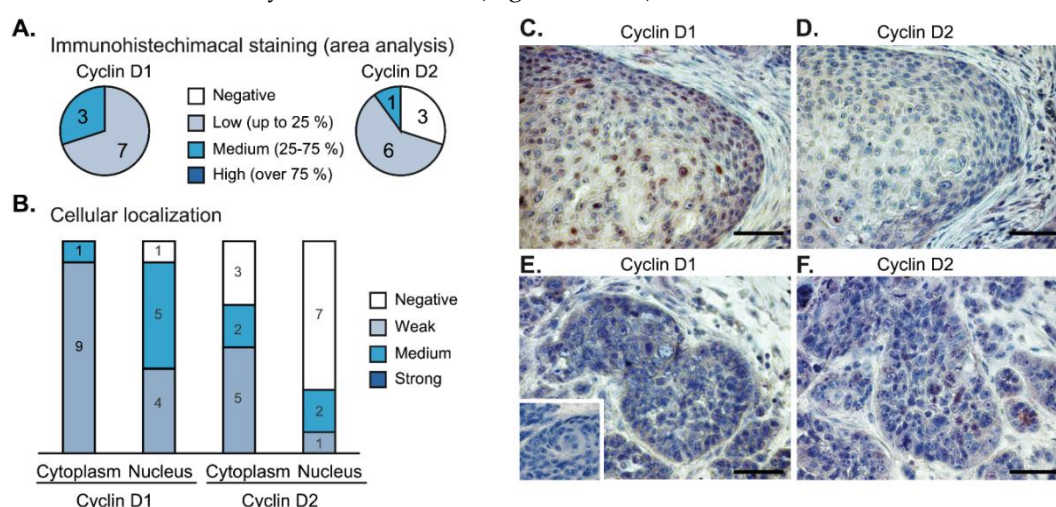 A.
Immunohistechimacal staining (area analysis)
Cyclin D1
3
7
Negative
Low (up to 25 %)
Medium (25-75 %)
High (over 75 %)
Cyclin D2
1
3
6
B.
Cellular localization
1
9
1
5
4
3
2
5
7
2
1
Negative
Weak
Medium
Strong
Cytoplasm Nucleus Cytoplasm Nucleus
Cyclin D1 Cyclin D2
C. Cyclin D1
D. Cyclin D2
E. Cyclin D1
F. Cyclin D2